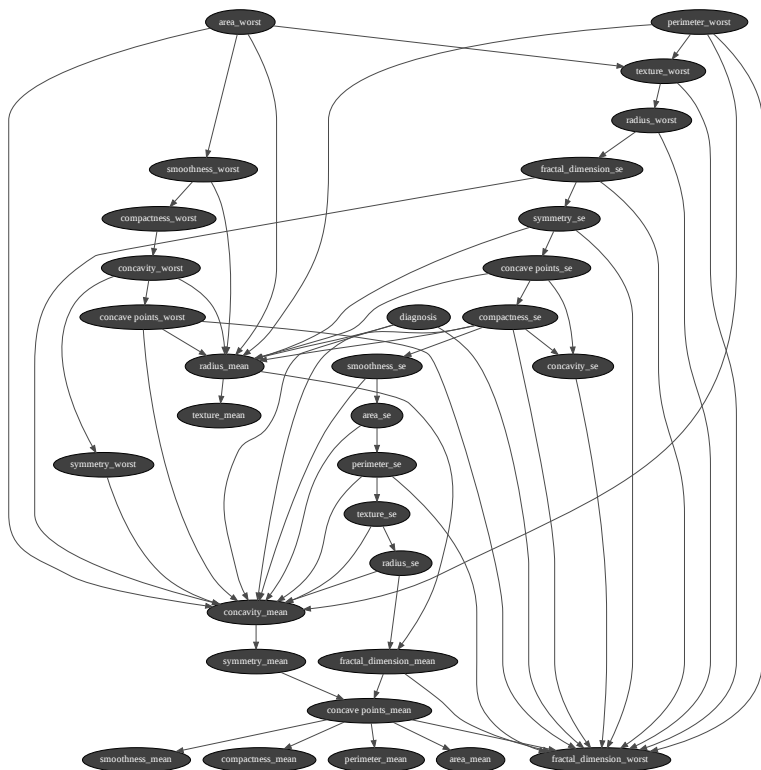 area_worst
perimeter_worst
texture_worst
radius_worst
smoothness_worst
fractal_dimension_se
compactness_worst
symmetry_se
concavity_worst
concave points_se
concave points_worst
diagnosis
compactness_se
radius_mean
smoothness_se
concavity_se
texture_mean
area_se
symmetry_worst
perimeter_se
texture_se
radius_se
concavity_mean
symmetry_mean
fractal_dimension_mean
concave points_mean
smoothness_mean
compactness_mean
perimeter_mean
area_mean
fractal_dimension_worst